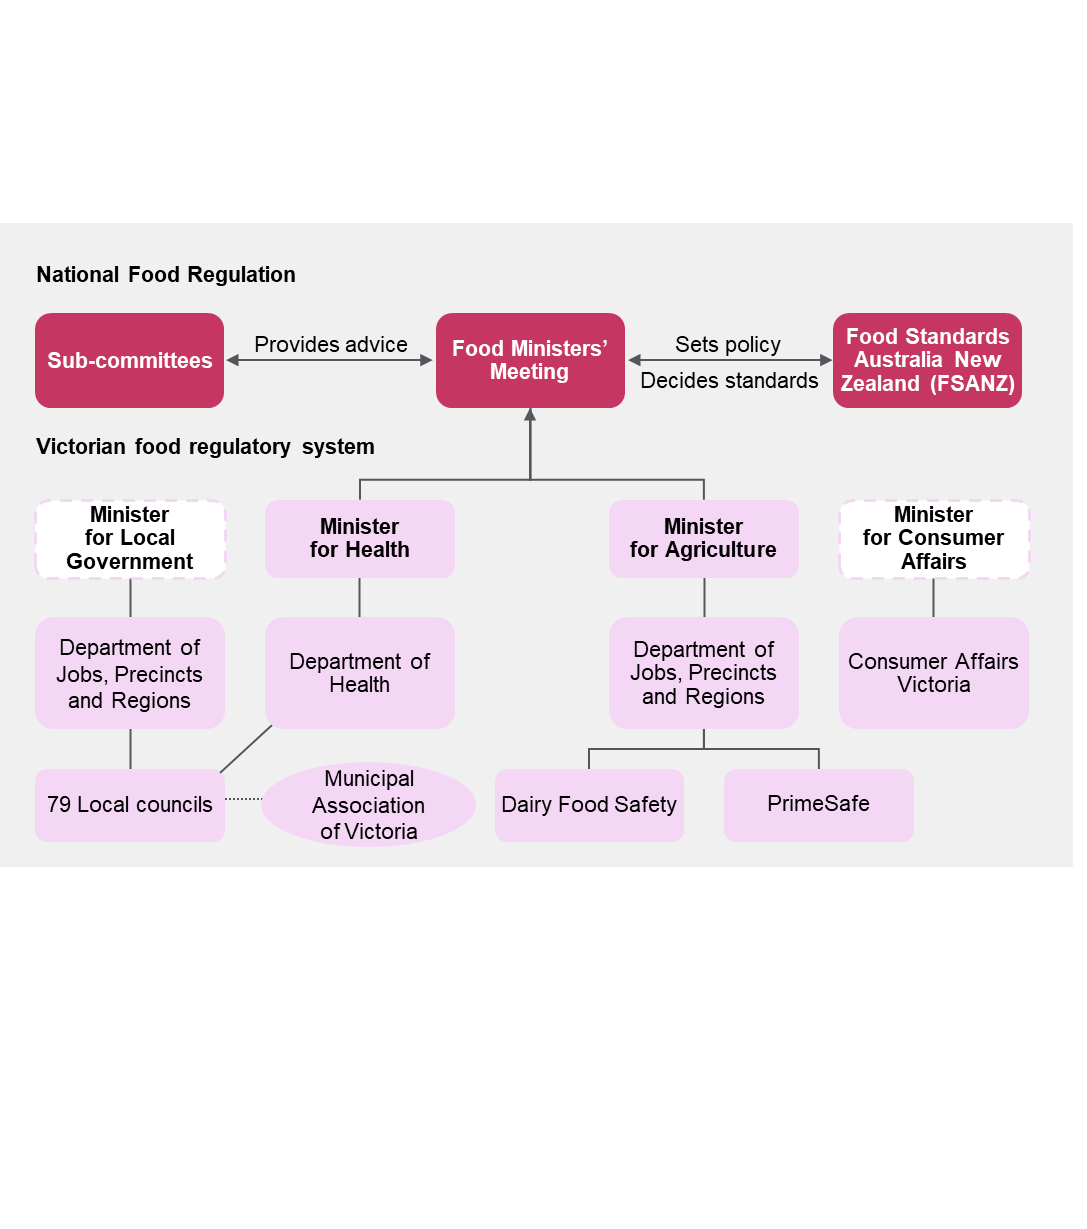 National Food Regulation
Sub-committees
Provides advice
Food Ministers’
Meeting
Sets policy
Decides standards
Food Standards
Australia New
Zealand (FSANZ)
Victorian food regulatory system
Minister
for Local
Government
Minister
for Health
Minister
for Agriculture
Minister
for Consumer
Affairs
Department of
Jobs, Precincts
and Regions
Department of
Health
Department of
Jobs, Precincts
and Regions
Consumer Affairs
Victoria
79 Local councils
Municipal
Association
of Victoria
Dairy Food Safety
PrimeSafe